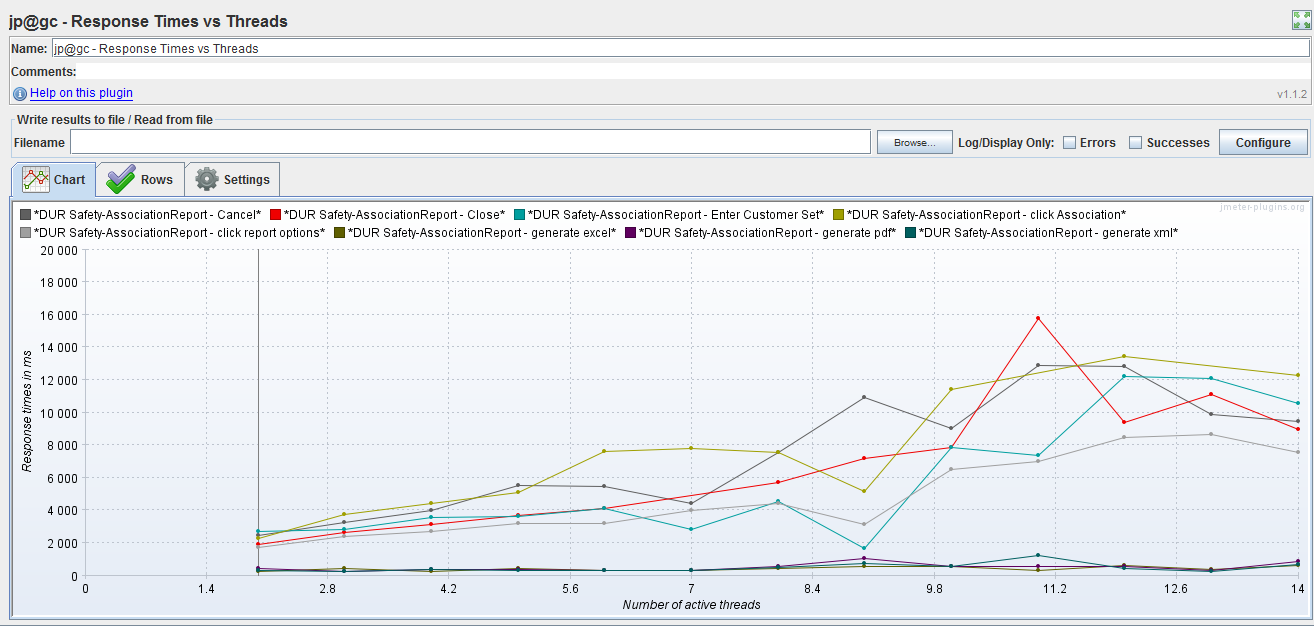 jp@gc - Response Times vs Threads
Name: jp@gc - Response Times vs Threads
Comments:
Help on this plugin v1.1.2
Write results to file / Read from file
Filename Browse... Log/Display Only: Errors Successes Configure
Chart Rows Settings
*DUR Safety-AssociationReport - Cancel* *DUR Safety-AssociationReport - Close* *DUR Safety-AssociationReport - Enter Customer Set* *DUR Safety-AssociationReport - click Association* jmeter-plugins.org
*DUR Safety-AssociationReport - click report options* *DUR Safety-AssociationReport - generate excel* *DUR Safety-AssociationReport - generate pdf* *DUR Safety-AssociationReport - generate xml*
20 000
18 000
16 000
14 000
12 000
10 000
8 000
6 000
4 000
2 000
0
Response times in ms
0 1.4 2.8 4.2 5.6 7 8.4 9.8 11.2 12.6 14
Number of active threads